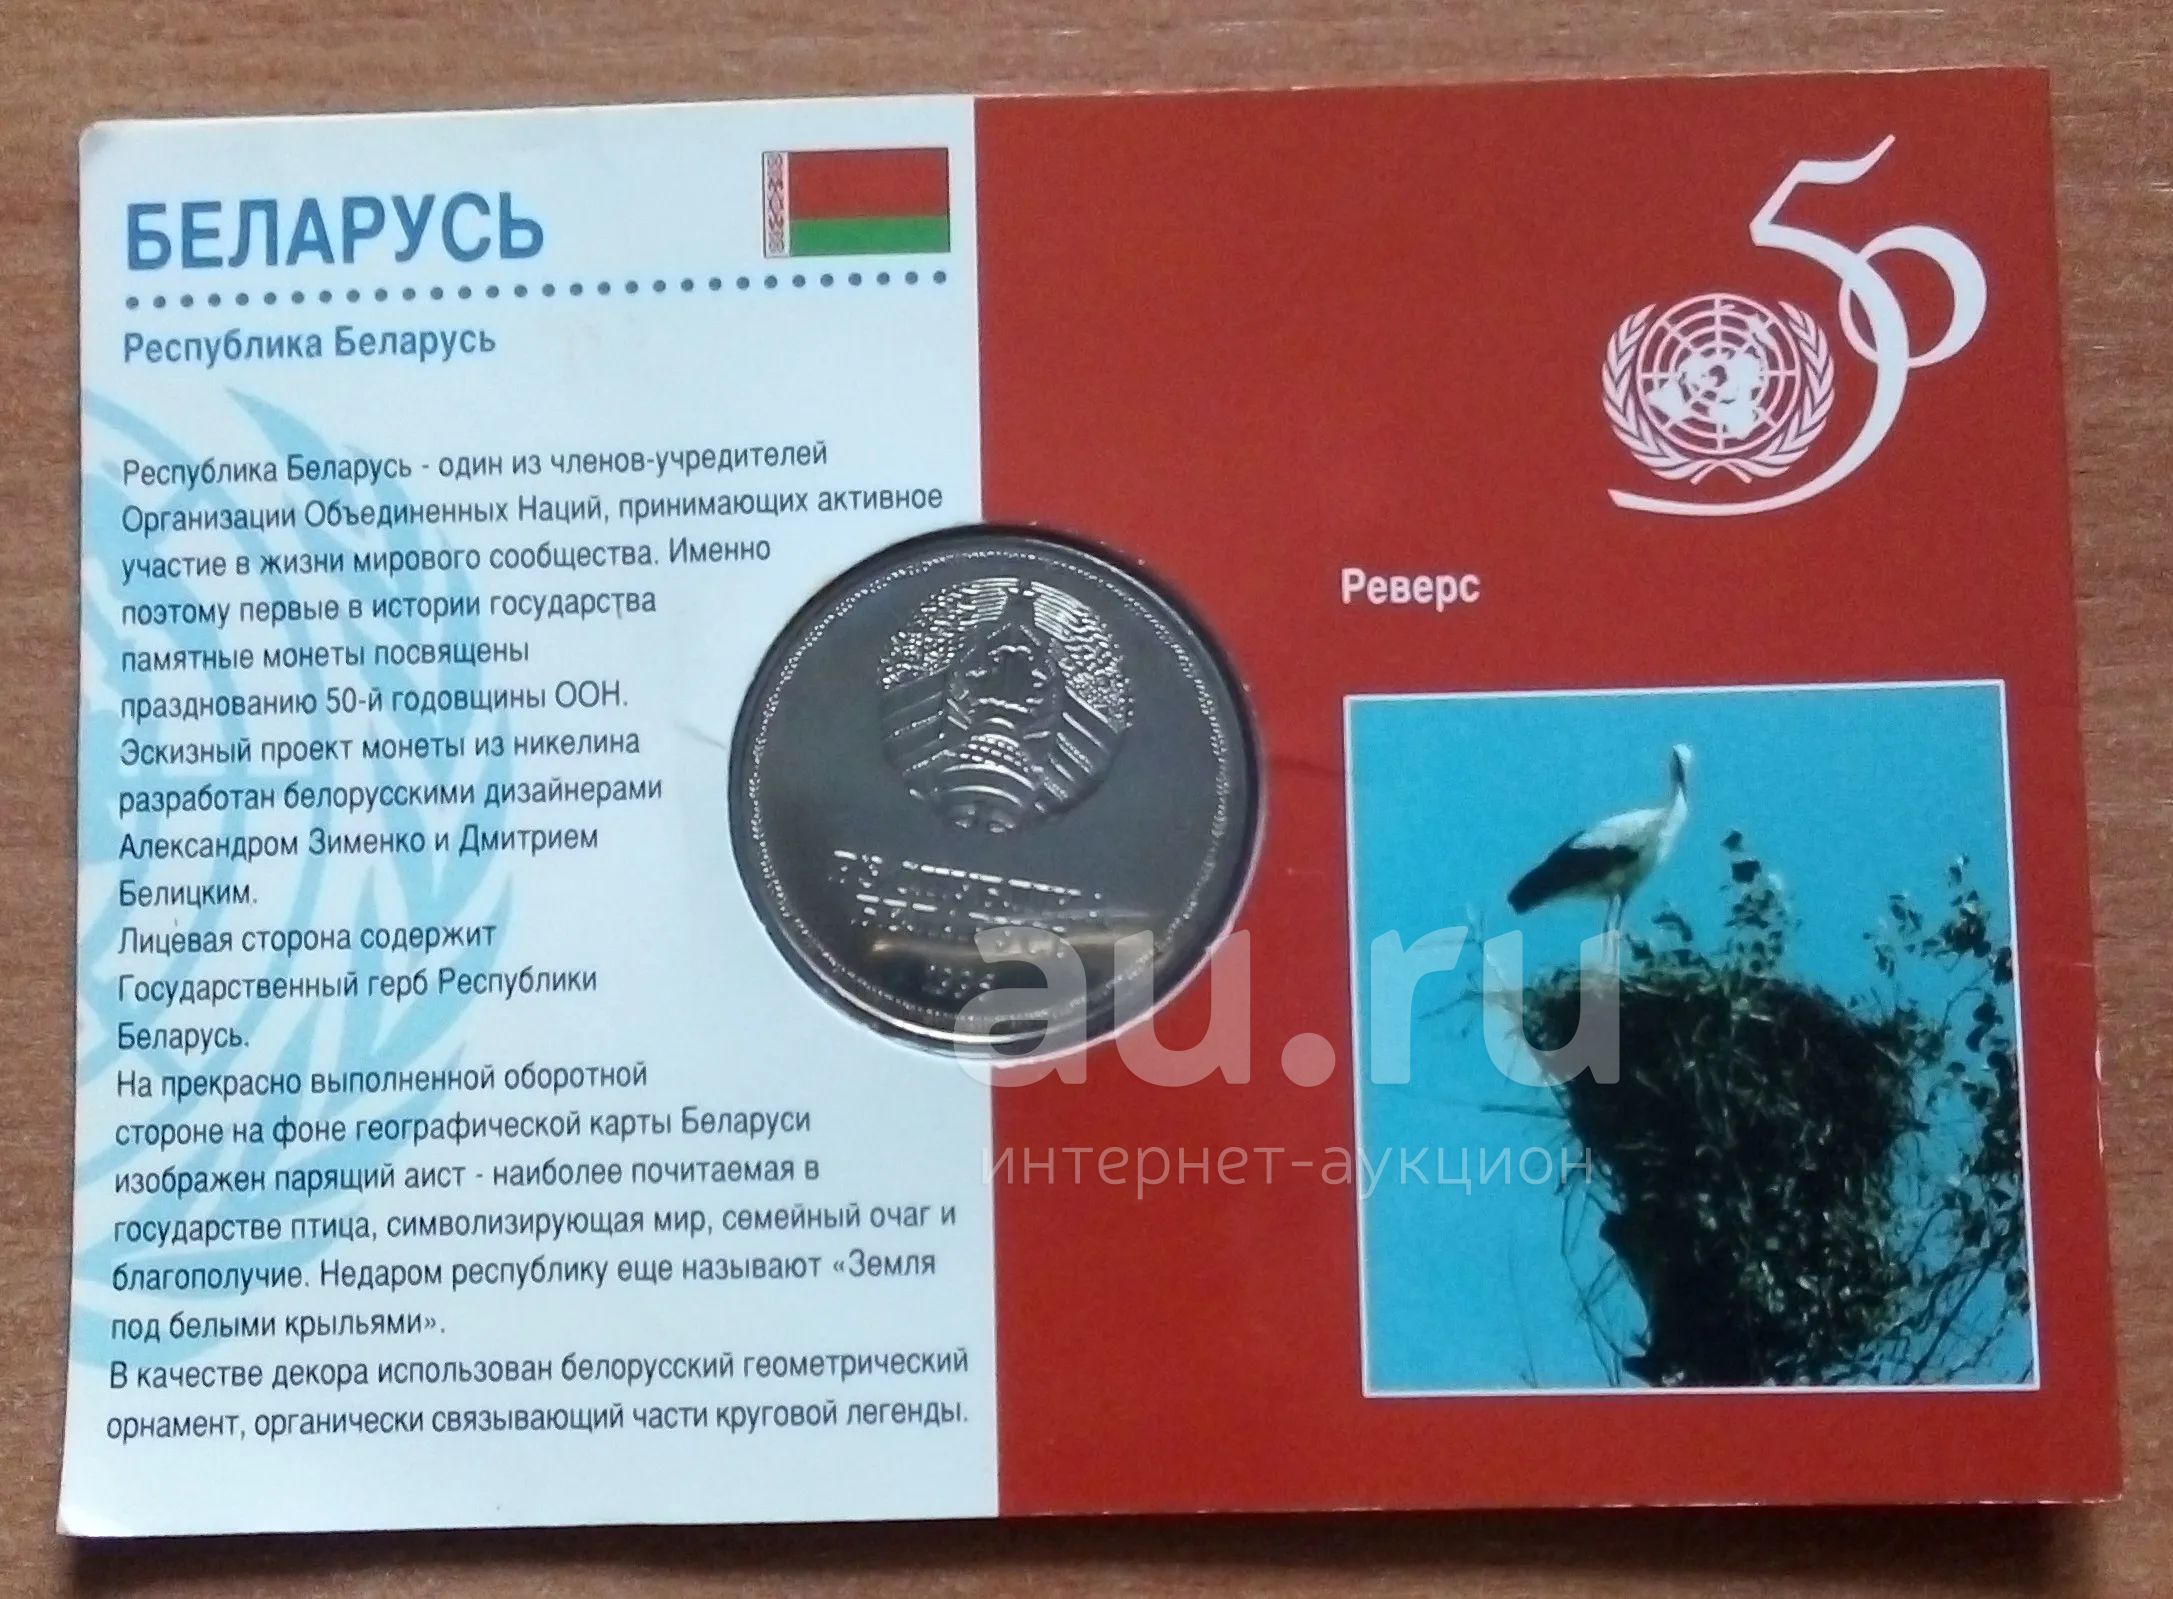 БЕЛАРУСЬ
Республика Беларусь
Республика Беларусь - один из членов-учредителей
Организации Объединенных Наций, принимающих активное
участие в жизни мирового сообщества. Именно
поэтому первые в истории государства
памятные монеты посвящены
празднованию 50-й годовщины ООН.
Эскизный проект монеты из никелина
разработан белорусскими дизайнерами
Александром Зименко и Дмитрием
Белицким.
Лицевая сторона содержит
Государственный герб Республики
Беларусь.
На прекрасно выполненной оборотной
стороне на фоне географической карты Беларуси
изображен парящий аист - наиболее почитаемая в
государстве птица, символизирующая мир, семейный очаг и
благополучие. Недаром республику еще называют «Земля
под белыми крыльями».
В качестве декора использован белорусский геометрический
орнамент, органически связывающий части круговой легенды.
1996
50
Реверс
au.ru
интернет-аукцион